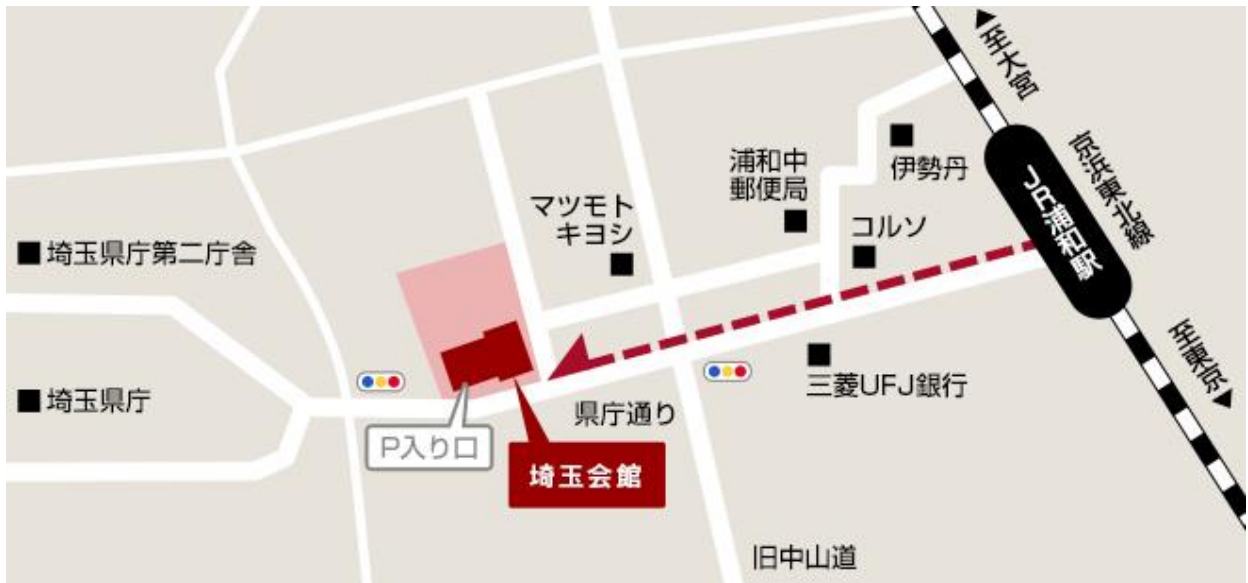 至大宮
京浜東北線
JR浦和駅
伊勢丹
浦和中
郵便局
コルソ
マツモト
キヨシ
埼玉県庁第二庁舎
至東京
三菱UFJ銀行
埼玉県庁
県庁通り
P入り口
埼玉会館
旧中山道